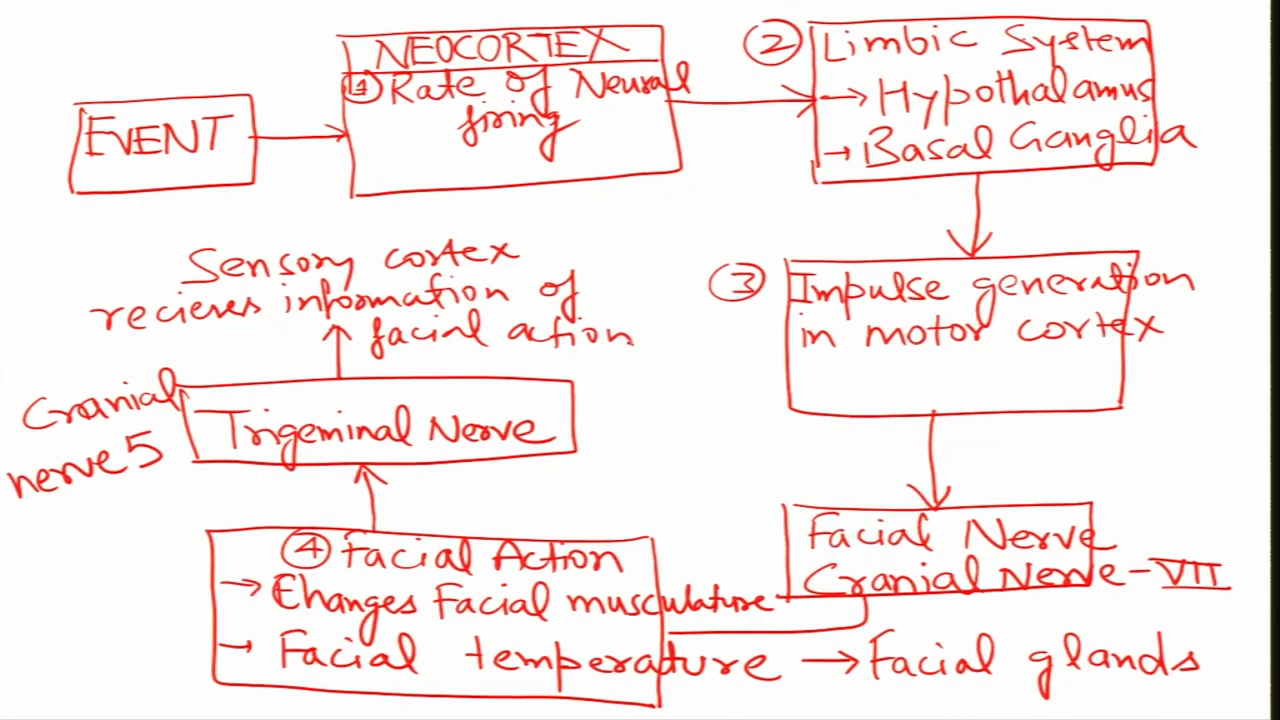 EVENT
NEOCORTEX
① Rate of Neural
firing
② Limbic System
→ Hypothalamus
→ Basal Ganglia
③ Impulse generation
in motor cortex
Facial Nerve
Cranial Nerve - VII
④ Facial Action
→ Changes Facial musculature
→ Facial temperature → Facial glands
Trigeminal Nerve
Cranial
nerve 5
Sensory cortex
recieves information of
facial action